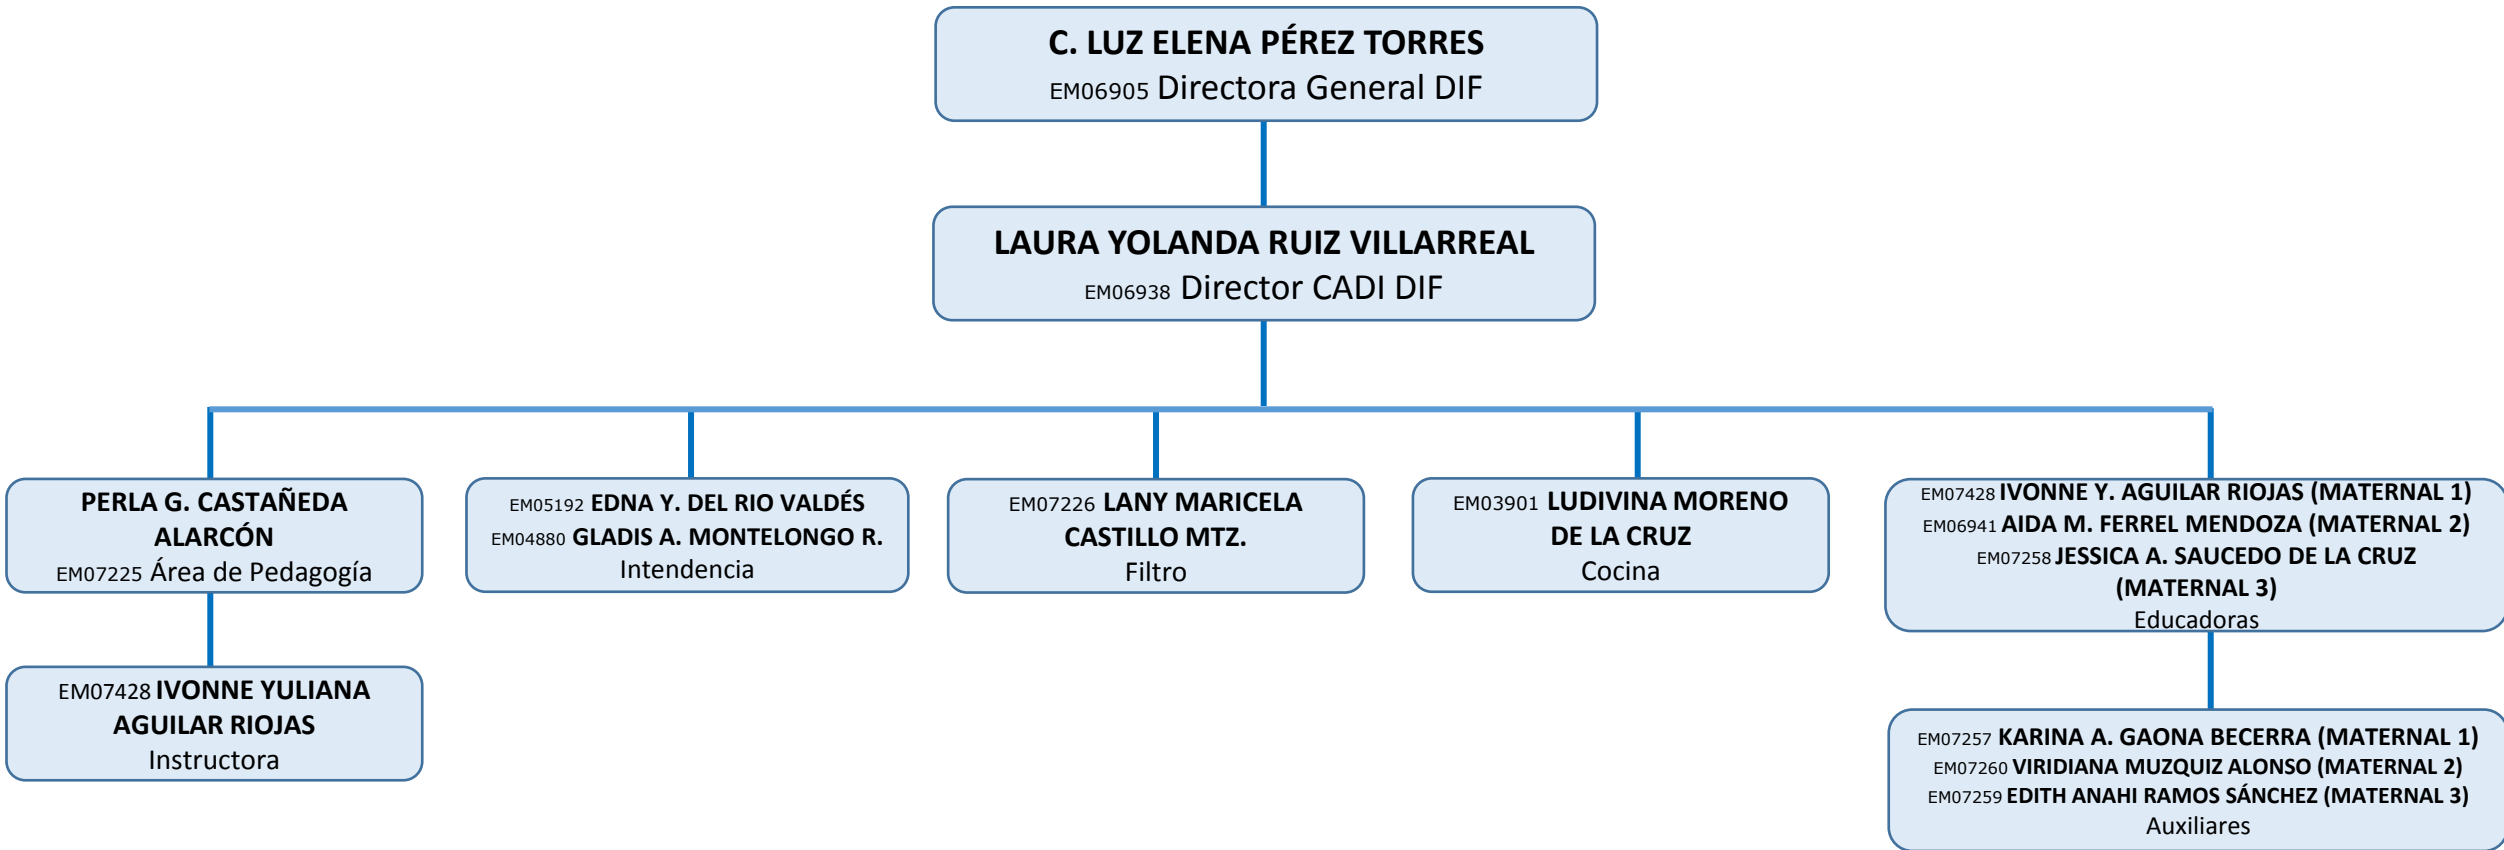 C. LUZ ELENA PÉREZ TORRES
EM06905 Directora General DIF
LAURA YOLANDA RUIZ VILLARREAL
EM06938 Director CADI DIF
PERLA G. CASTAÑEDA
ALARCÓN
EM07225 Área de Pedagogía
EM05192 EDNA Y. DEL RIO VALDÉS
EM04880 GLADIS A. MONTELONGO R.
Intendencia
EM07226 LANY MARICELA
CASTILLO MTZ.
Filtro
EM03901 LUDIVINA MORENO
DE LA CRUZ
Cocina
EM07428 IVONNE Y. AGUILAR RIOJAS (MATERNAL 1)
EM06941 AIDA M. FERREL MENDOZA (MATERNAL 2)
EM07258 JESSICA A. SAUCEDO DE LA CRUZ
(MATERNAL 3)
Educadoras
EM07428 IVONNE YULIANA
AGUILAR RIOJAS
Instructora
EM07257 KARINA A. GAONA BECERRA (MATERNAL 1)
EM07260 VIRIDIANA MUZQUIZ ALONSO (MATERNAL 2)
EM07259 EDITH ANAHI RAMOS SÁNCHEZ (MATERNAL 3)
Auxiliares